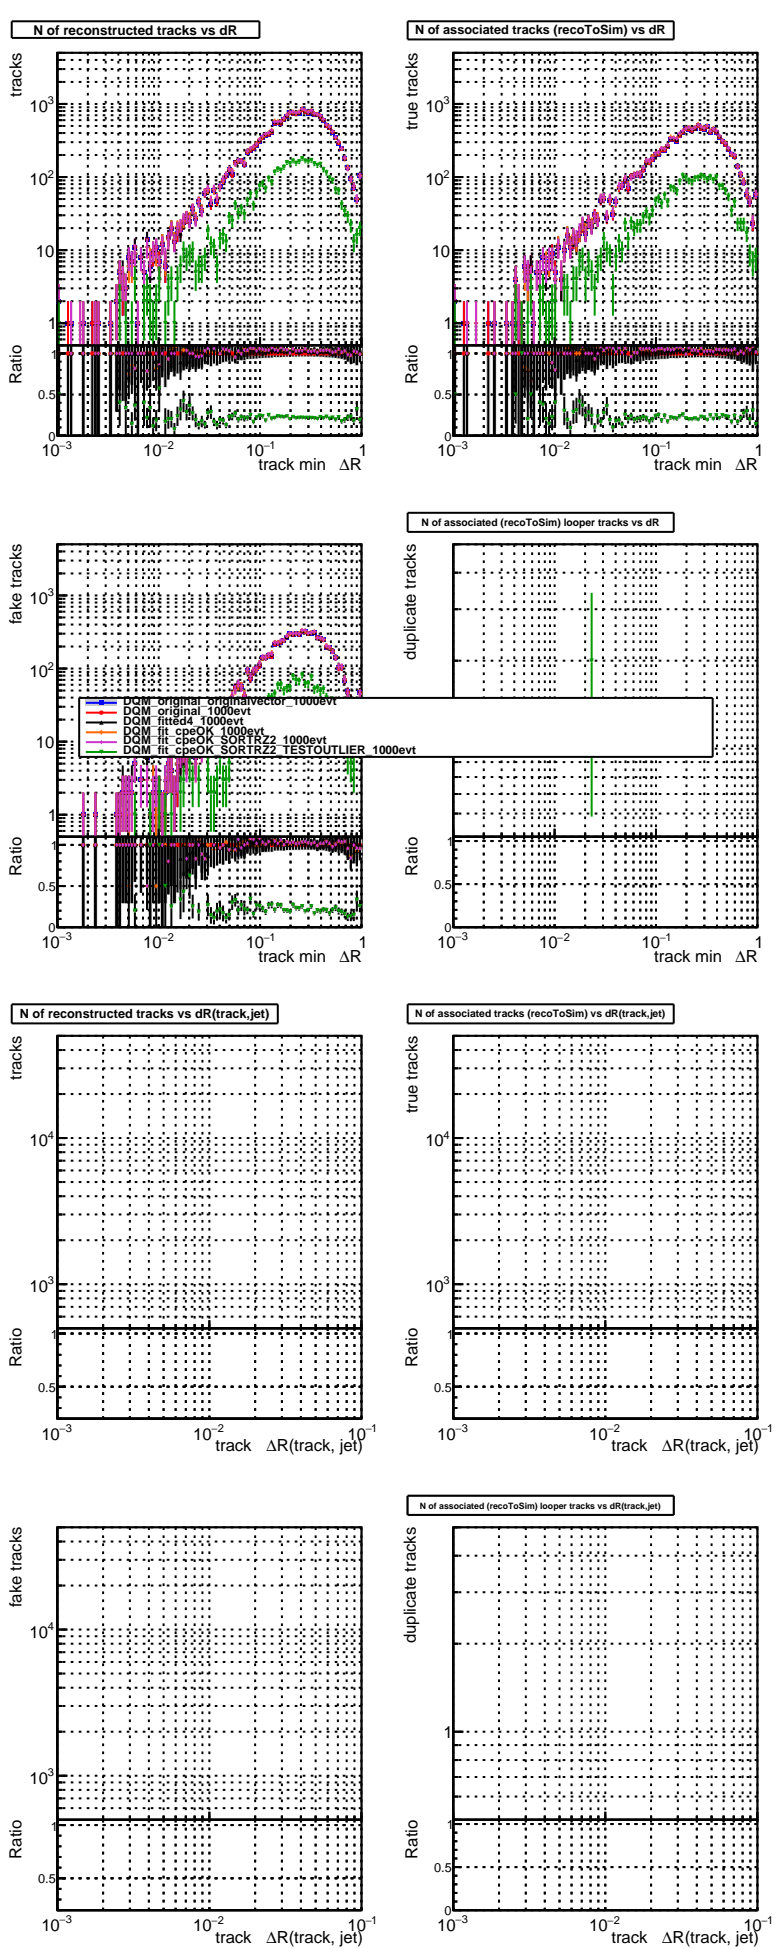 N of reconstructed tracks vs dR
N of associated tracks (recoToSim) vs dR
tracks
10³
10²
10
1
Ratio
1
0.5
0
10⁻³
10⁻²
10⁻¹
1
track min ΔR
true tracks
10³
10²
10
1
Ratio
1
0.5
0
10⁻³
10⁻²
10⁻¹
1
track min ΔR
N of associated (recoToSim) looper tracks vs dR
fake tracks
10³
10²
10
1
Ratio
1
0.5
0
10⁻³
10⁻²
10⁻¹
1
track min ΔR
duplicate tracks
Ratio
1
0.5
0
10⁻³
10⁻²
10⁻¹
1
track min ΔR
DQM_original_originalvector_1000evt
DQM_original_1000evt
DQM_fitted4_1000evt
DQM_fit_cpeOK_1000evt
DQM_fit_cpeOK_SORTRZ2_1000evt
DQM_fit_cpeOK_SORTRZ2_TESTOUTLIER_1000evt
N of reconstructed tracks vs dR(track,jet)
N of associated tracks (recoToSim) vs dR(track,jet)
tracks
10⁴
10³
Ratio
1
0.5
10⁻³
10⁻²
10⁻¹
track ΔR(track, jet)
true tracks
10⁴
10³
Ratio
1
0.5
10⁻³
10⁻²
10⁻¹
track ΔR(track, jet)
N of associated (recoToSim) looper tracks vs dR(track,jet)
fake tracks
10⁴
10³
Ratio
1
0.5
10⁻³
10⁻²
10⁻¹
track ΔR(track, jet)
duplicate tracks
1
Ratio
1
0.5
0
10⁻³
10⁻²
10⁻¹
track ΔR(track, jet)